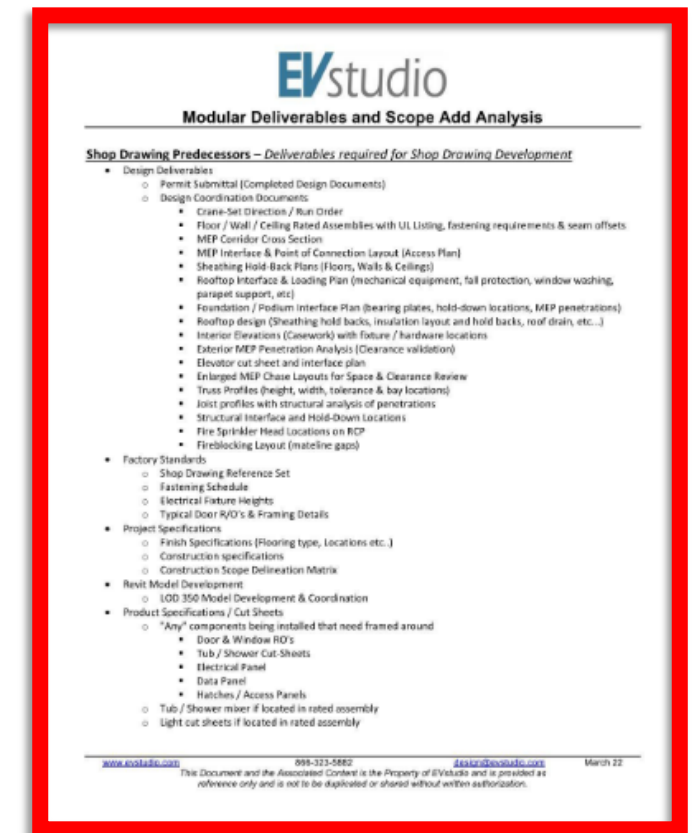 EVstudio
Modular Deliverables and Scope Add Analysis
Shop Drawing Predecessors – Deliverables required for Shop Drawing Development
• Design Deliverables
o Permit Submittal (Completed Design Documents)
o Design Coordination Documents
▪ Crane-Set Direction / Run Order
▪ Floor / Wall / Ceiling Rated Assemblies with UL Listing, fastening requirements & seam offsets
▪ MEP Corridor Cross Section
▪ MEP Interface & Point of Connection Layout (Access Plan)
▪ Sheathing Hold-Back Plans (Floors, Walls & Ceilings)
▪ Rooftop Interface & Loading Plan (mechanical equipment, fall protection, window washing,
parapet support, etc)
▪ Foundation / Podium Interface Plan (bearing plates, hold-down locations, MEP penetrations)
▪ Rooftop design (Sheathing hold backs, insulation layout and hold backs, roof drain, etc...)
▪ Interior Elevations (Casework) with fixture / hardware locations
▪ Exterior MEP Penetration Analysis (Clearance validation)
▪ Elevator cut sheet and interface plan
▪ Enlarged MEP Chase Layouts for Space & Clearance Review
▪ Truss Profiles (height, width, tolerance & bay locations)
▪ Joist profiles with structural analysis of penetrations
▪ Structural Interface and Hold-Down Locations
▪ Fire Sprinkler Head Locations on RCP
▪ Fireblocking Layout (mateline gaps)
• Factory Standards
o Shop Drawing Reference Set
o Fastening Schedule
o Electrical Fixture Heights
o Typical Door R/O's & Framing Details
• Project Specifications
o Finish Specifications (Flooring type, Locations etc..)
o Construction specifications
o Construction Scope Delineation Matrix
• Revit Model Development
o LOD 350 Model Development & Coordination
• Product Specifications / Cut Sheets
o "Any" components being installed that need framed around
▪ Door & Window RO's
▪ Tub / Shower Cut-Sheets
▪ Electrical Panel
▪ Data Panel
▪ Hatches / Access Panels
o Tub / Shower mixer if located in rated assembly
o Light cut sheets if located in rated assembly
www.evstudio.com 866-323-5882 design@evstudio.com March 22
This Document and the Associated Content is the Property of EVstudio and is provided as
reference only and is not to be duplicated or shared without written authorization.